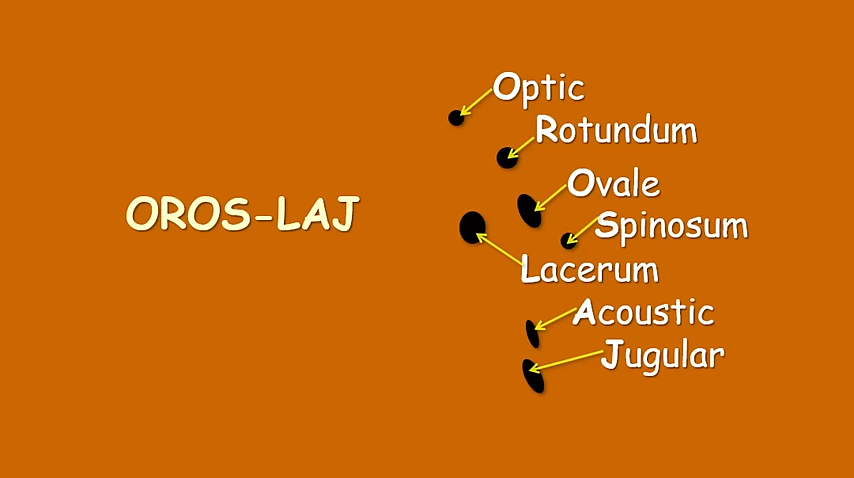 Optic
Rotundum
Ovale
OROS-LAJ
Spinosum
Lacerum
Acoustic
Jugular